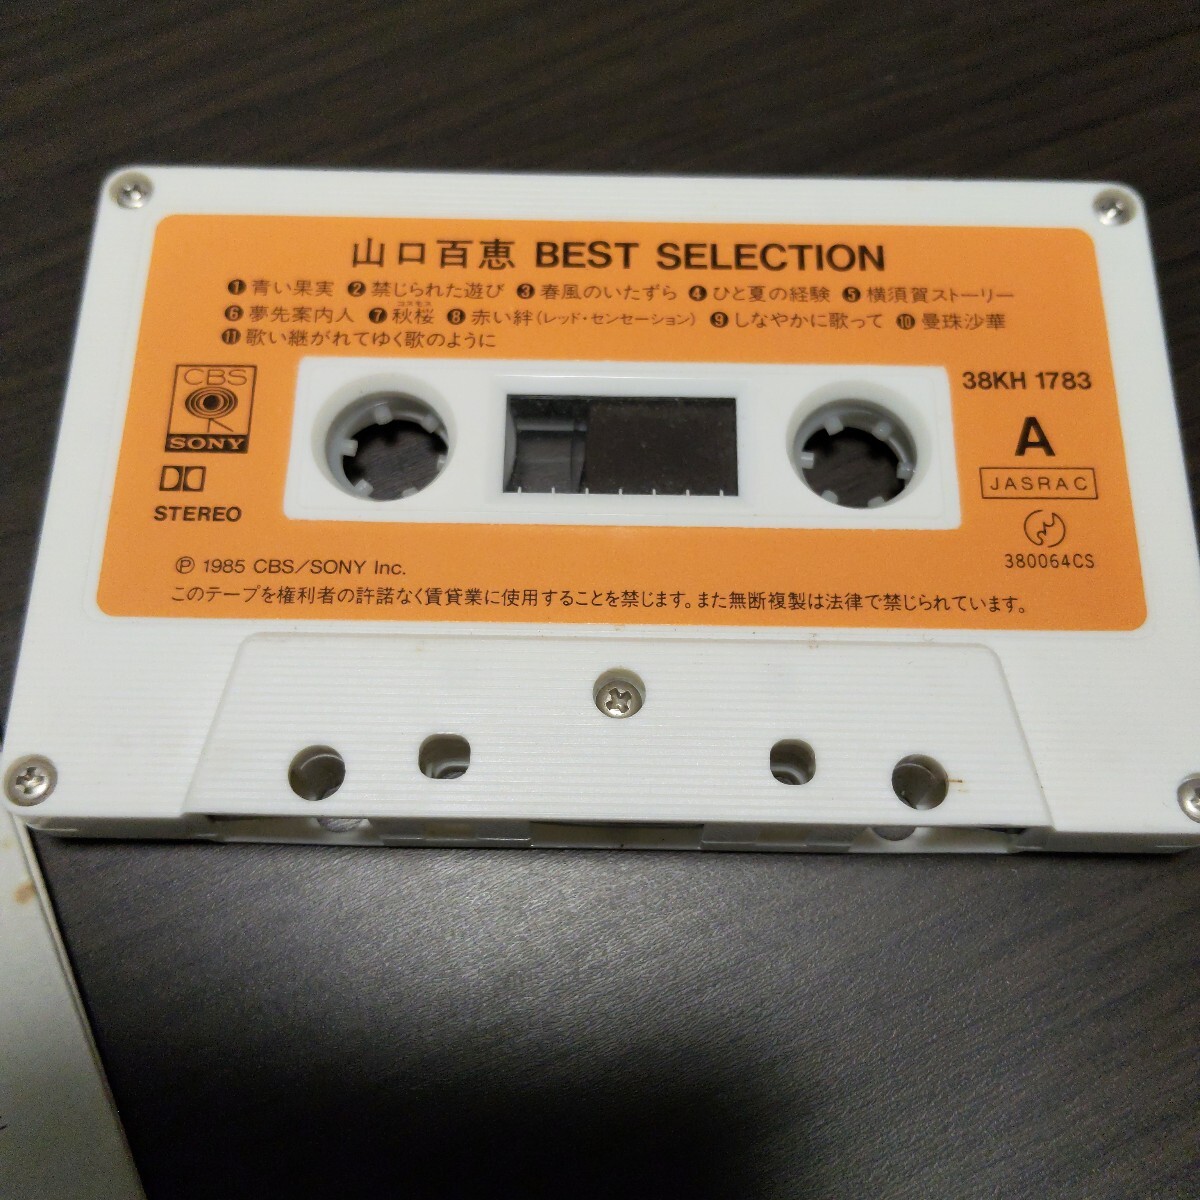 山口百恵 BEST SELECTION
❶青い果実 ❷禁じられた遊び ❸春風のいたずら ❹ひと夏の経験 ❺横須賀ストーリー
コスモス
❻夢先案内人 ❼秋桜 ❽赤い絆(レッド・センセーション) ❾しなやかに歌って ❿曼珠沙華
⓫歌い継がれてゆく歌のように
CBS
SONY
STEREO
38KH 1783
A
JASRAC
380064CS
Ⓟ 1985 CBS/SONY Inc.
このテープを権利者の許諾なく賃貸業に使用することを禁じます。また無断複製は法律で禁じられています。